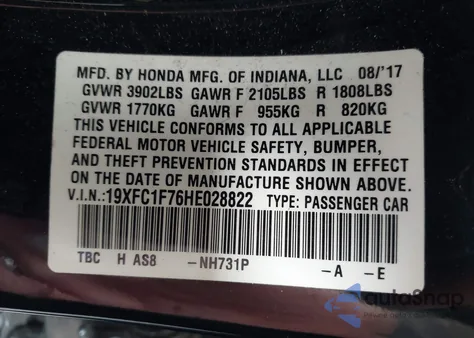 MFD. BY HONDA MFG. OF INDIANA, LLC 08/'17
GVWR 3902LBS GAWR F 2105LBS R 1808LBS
GVWR 1770KG GAWR F 955KG R 820KG
THIS VEHICLE CONFORMS TO ALL APPLICABLE
FEDERAL MOTOR VEHICLE SAFETY, BUMPER,
AND THEFT PREVENTION STANDARDS IN EFFECT
ON THE DATE OF MANUFACTURE SHOWN ABOVE.
V.I.N.:19XFC1F76HE028822 TYPE: PASSENGER CAR
TBC H AS8 -NH731P -A -E
autosnap